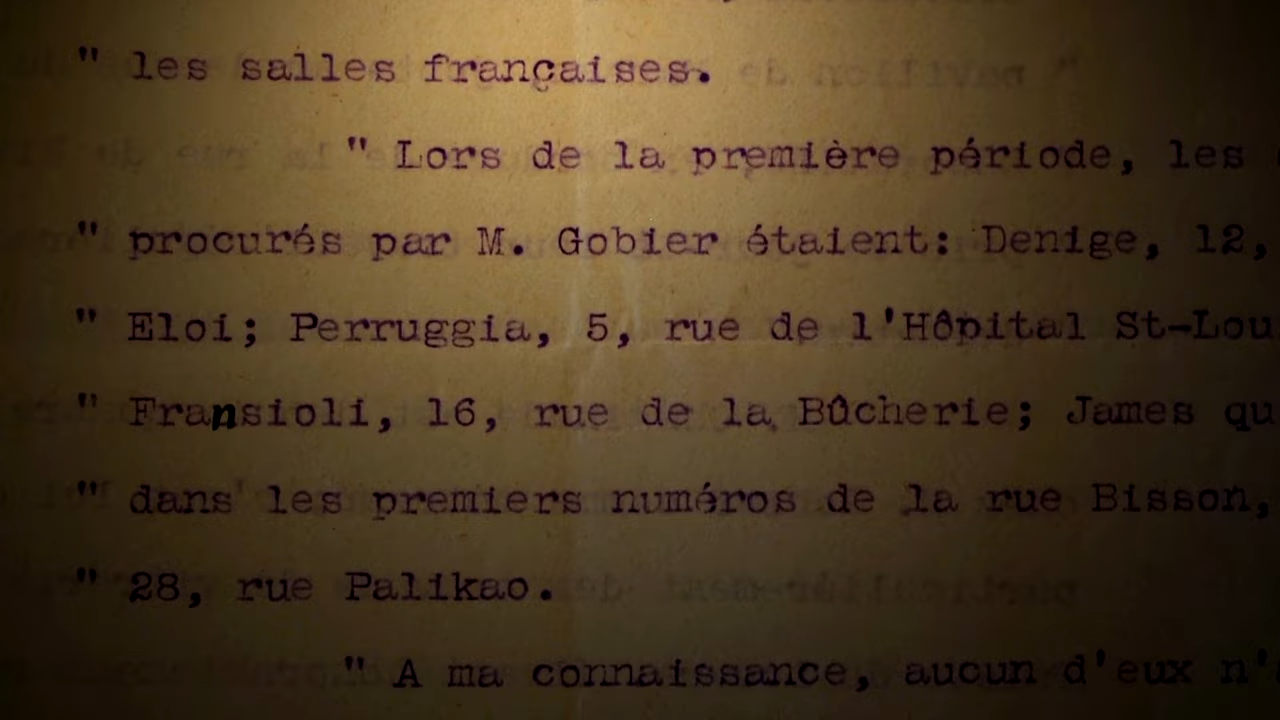 " les salles françaises.
" Lors de la première période, les
" procurés par M. Gobier étaient: Denige, 12,
" Eloi; Perruggia, 5, rue de l'Hôpital St-Lou
" Fransioli, 16, rue de la Bûcherie; James qu
" dans les premiers numéros de la rue Bisson,
" 28, rue Palikao.
" A ma connaissance, aucun d'eux n'